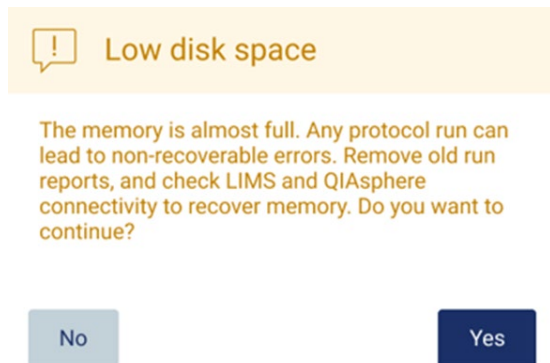 Low disk space
The memory is almost full. Any protocol run can
lead to non-recoverable errors. Remove old run
reports, and check LIMS and QIAsphere
connectivity to recover memory. Do you want to
continue?
No
Yes